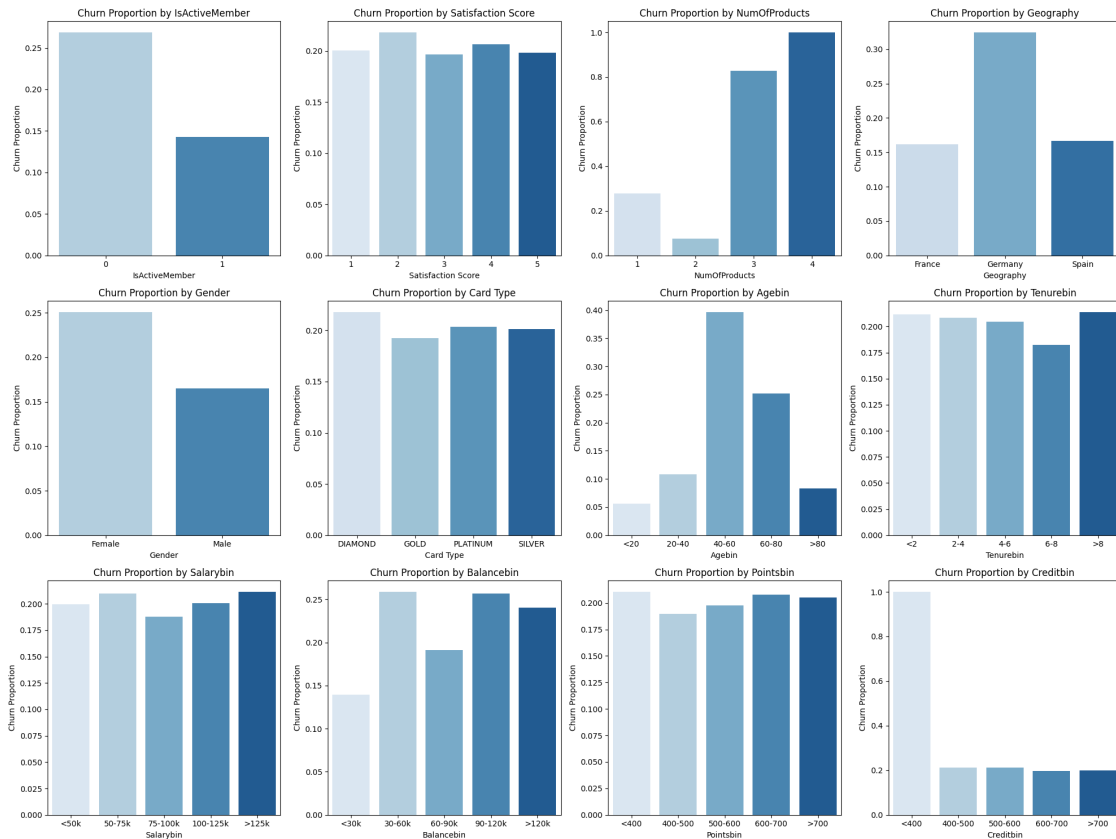 Churn Proportion by IsActiveMember
Churn Proportion
0.25
0.20
0.15
0.10
0.05
0.00
0 1
IsActiveMember
Churn Proportion by Satisfaction Score
Churn Proportion
0.20
0.15
0.10
0.05
0.00
1 2 3 4 5
Satisfaction Score
Churn Proportion by NumOfProducts
Churn Proportion
1.0
0.8
0.6
0.4
0.2
0.0
1 2 3 4
NumOfProducts
Churn Proportion by Geography
Churn Proportion
0.30
0.25
0.20
0.15
0.10
0.05
0.00
France Germany Spain
Geography
Churn Proportion by Gender
Churn Proportion
0.25
0.20
0.15
0.10
0.05
0.00
Female Male
Gender
Churn Proportion by Card Type
Churn Proportion
0.20
0.15
0.10
0.05
0.00
DIAMOND GOLD PLATINUM SILVER
Card Type
Churn Proportion by Agebin
Churn Proportion
0.40
0.35
0.30
0.25
0.20
0.15
0.10
0.05
0.00
<20 20-40 40-60 60-80 >80
Agebin
Churn Proportion by Tenurebin
Churn Proportion
0.200
0.175
0.150
0.125
0.100
0.075
0.050
0.025
0.000
<2 2-4 4-6 6-8 >8
Tenurebin
Churn Proportion by Salarybin
Churn Proportion
0.200
0.175
0.150
0.125
0.100
0.075
0.050
0.025
0.000
<50k 50-75k 75-100k 100-125k >125k
Salarybin
Churn Proportion by Balancebin
Churn Proportion
0.25
0.20
0.15
0.10
0.05
0.00
<30k 30-60k 60-90k 90-120k >120k
Balancebin
Churn Proportion by Pointsbin
Churn Proportion
0.200
0.175
0.150
0.125
0.100
0.075
0.050
0.025
0.000
<400 400-500 500-600 600-700 >700
Pointsbin
Churn Proportion by Creditbin
Churn Proportion
1.0
0.8
0.6
0.4
0.2
0.0
<400 400-500 500-600 600-700 >700
Creditbin